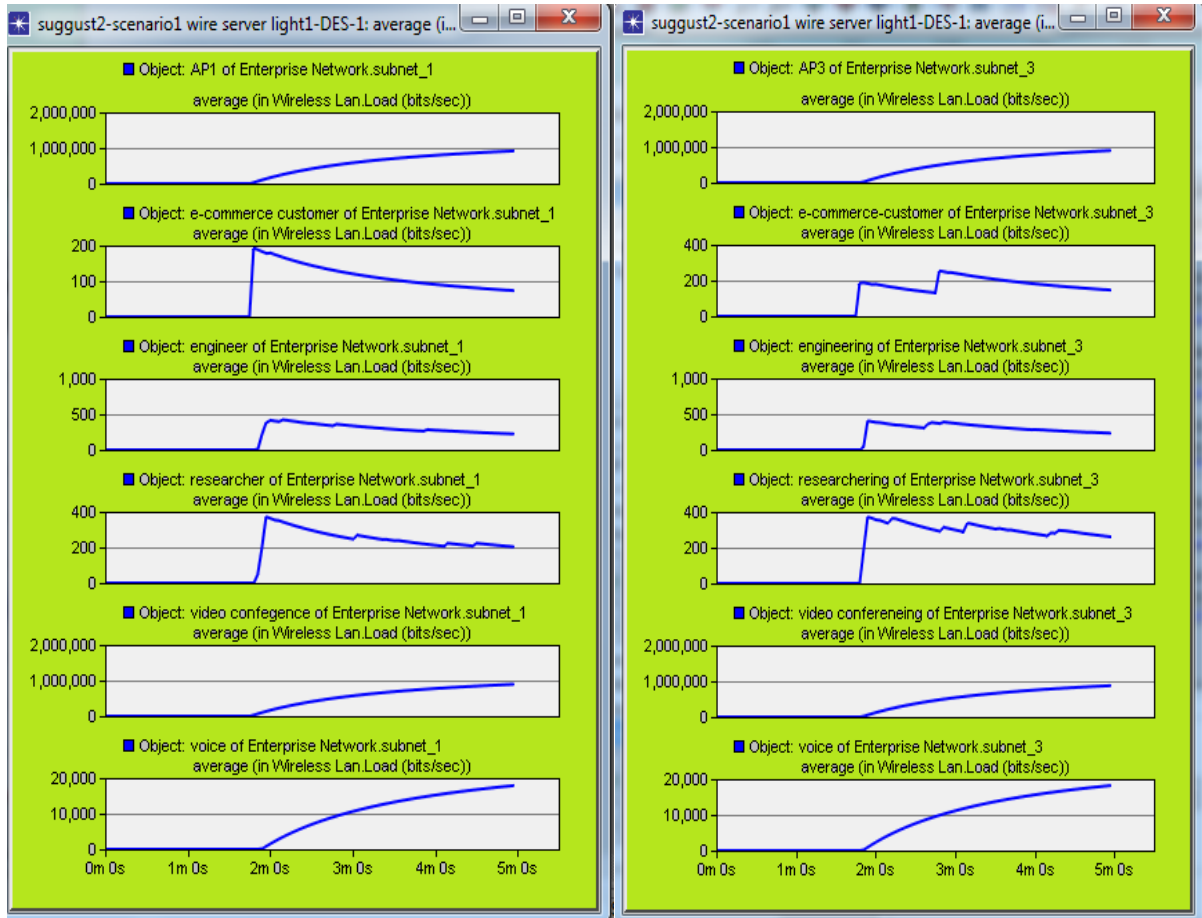 suggust2-scenario1 wire server light1-DES-1: average (i...
Object: AP1 of Enterprise Network.subnet_1
average (in Wireless Lan.Load (bits/sec))
2,000,000
1,000,000
0
Object: e-commerce customer of Enterprise Network.subnet_1
average (in Wireless Lan.Load (bits/sec))
200
100
0
Object: engineer of Enterprise Network.subnet_1
average (in Wireless Lan.Load (bits/sec))
1,000
500
0
Object: researcher of Enterprise Network.subnet_1
average (in Wireless Lan.Load (bits/sec))
400
200
0
Object: video confegence of Enterprise Network.subnet_1
average (in Wireless Lan.Load (bits/sec))
2,000,000
1,000,000
0
Object: voice of Enterprise Network.subnet_1
average (in Wireless Lan.Load (bits/sec))
20,000
10,000
0
0m 0s 1m 0s 2m 0s 3m 0s 4m 0s 5m 0s
suggust2-scenario1 wire server light1-DES-1: average (i...
Object: AP3 of Enterprise Network.subnet_3
average (in Wireless Lan.Load (bits/sec))
2,000,000
1,000,000
0
Object: e-commerce-customer of Enterprise Network.subnet_3
average (in Wireless Lan.Load (bits/sec))
400
200
0
Object: engineering of Enterprise Network.subnet_3
average (in Wireless Lan.Load (bits/sec))
1,000
500
0
Object: researchering of Enterprise Network.subnet_3
average (in Wireless Lan.Load (bits/sec))
400
200
0
Object: video confereneing of Enterprise Network.subnet_3
average (in Wireless Lan.Load (bits/sec))
2,000,000
1,000,000
0
Object: voice of Enterprise Network.subnet_3
average (in Wireless Lan.Load (bits/sec))
20,000
10,000
0
0m 0s 1m 0s 2m 0s 3m 0s 4m 0s 5m 0s